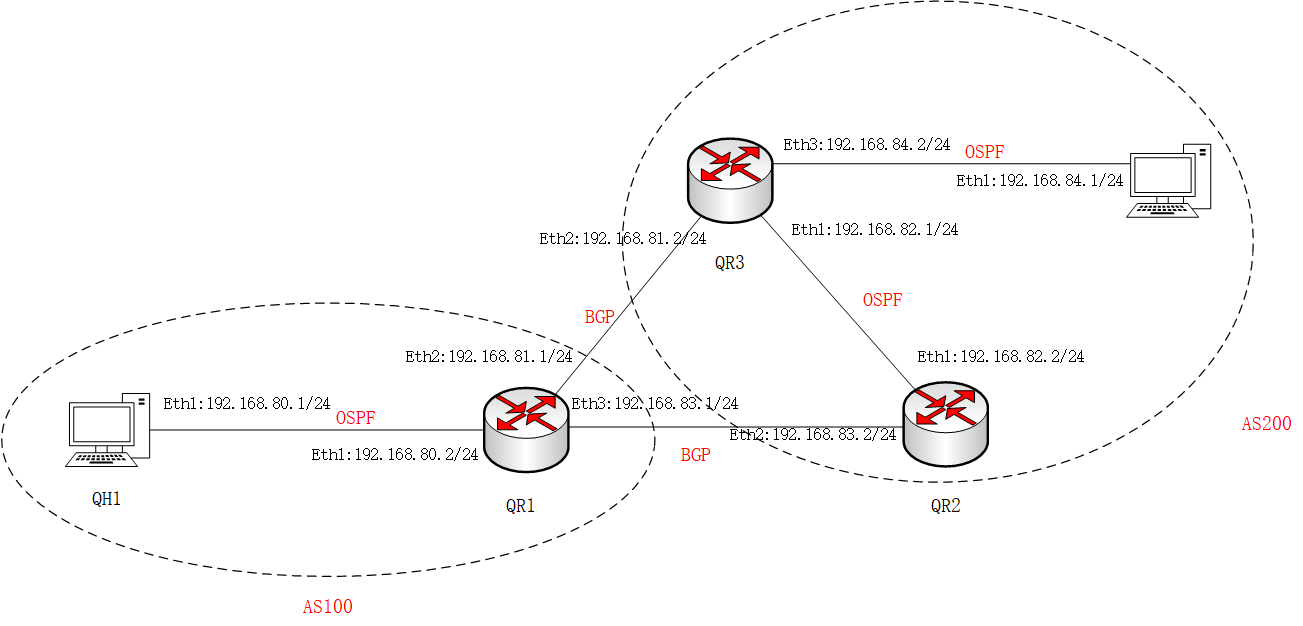 Eth3:192.168.84.2/24
OSPF
Eth1:192.168.84.1/24
Eth2:192.168.81.2/24
Eth1:192.168.82.1/24
QR3
OSPF
BGP
Eth2:192.168.81.1/24
Eth1:192.168.82.2/24
Eth1:192.168.80.1/24
Eth3:192.168.83.1/24
OSPF
AS200
Eth2:192.168.83.2/24
Eth1:192.168.80.2/24
BGP
QH1
QR1
QR2
AS100